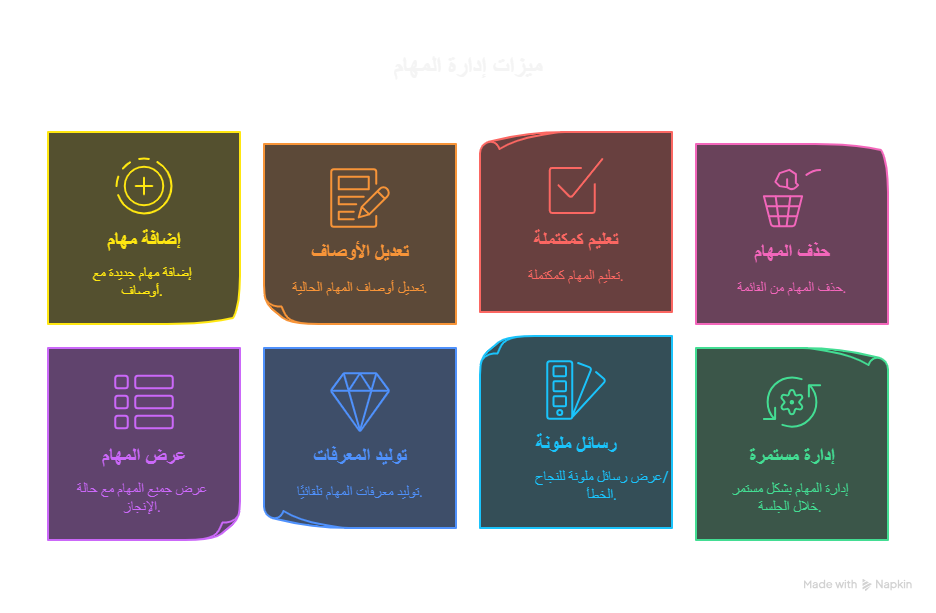 ميزات إدارة المهام
إضافة مهام
إضافة مهام جديدة مع
أوصاف.
تعديل الأوصاف
تعديل أوصاف المهام الحالية.
تعليم كمكتملة
تعليم المهام كمكتملة.
حذف المهام
حذف المهام من القائمة.
عرض المهام
عرض جميع المهام مع حالة
الإنجاز.
توليد المعرفات
توليد معرفات المهام تلقائيًا.
رسائل ملونة
عرض رسائل ملونة للنجاح/
الخطأ.
إدارة مستمرة
إدارة المهام بشكل مستمر
خلال الجلسة.
Made with Napkin